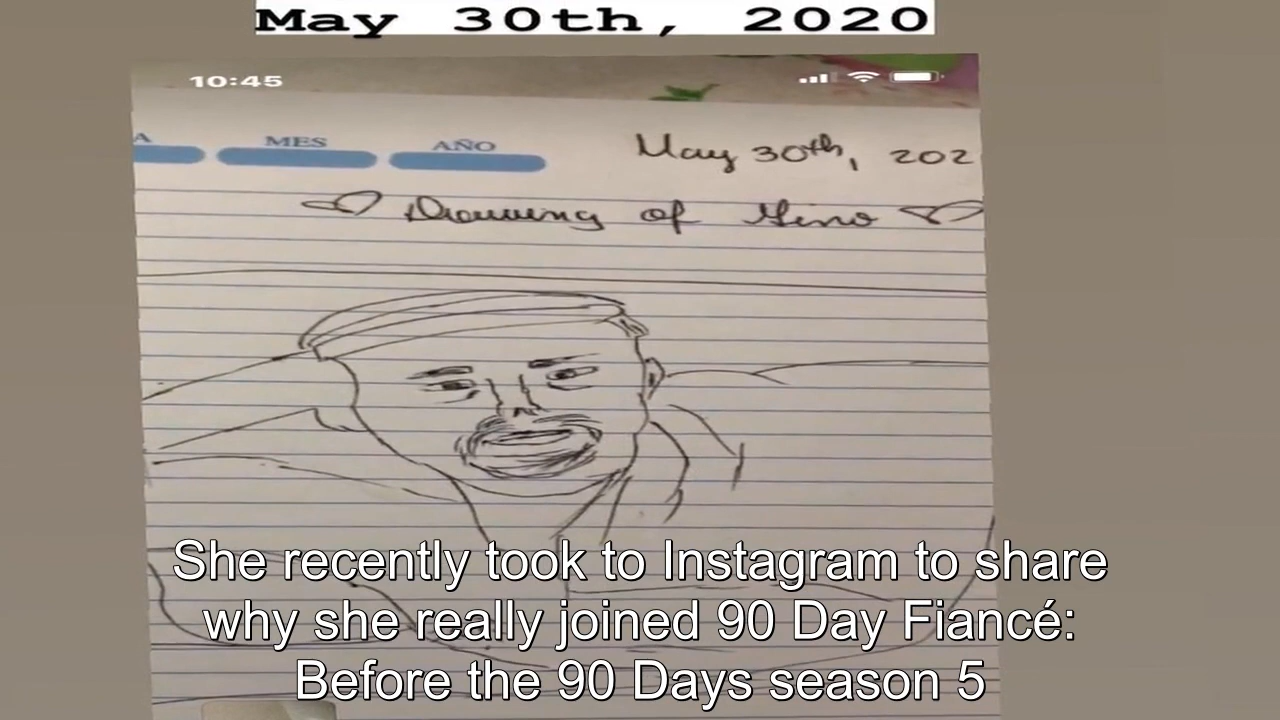 May 30th, 2020
10:45
A MES AÑO May 30th, 202
Drawing of Gino
She recently took to Instagram to share
why she really joined 90 Day Fiancé:
Before the 90 Days season 5